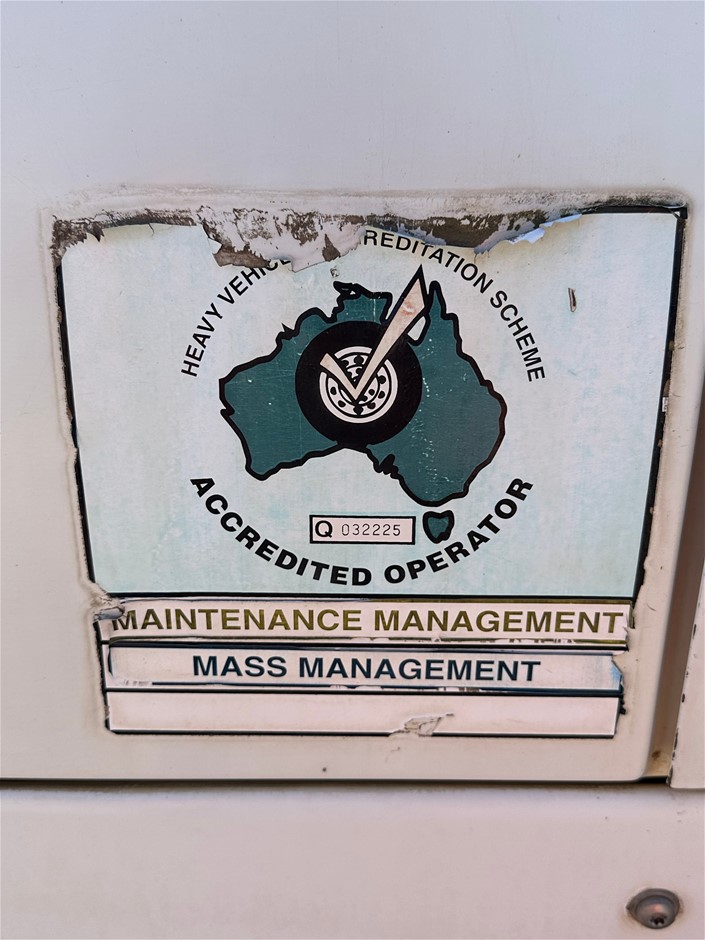 HEAVY VEHIC REDITATION SCHEME
Q 032225
ACCREDITED OPERATOR
MAINTENANCE MANAGEMENT
MASS MANAGEMENT